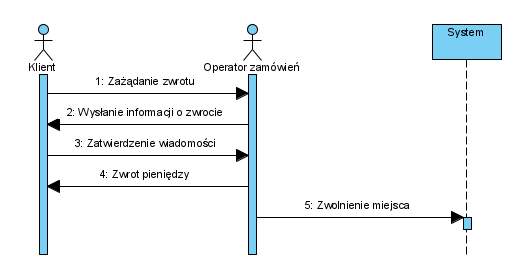 System
Klient
Operator zamówień
1: Zażądanie zwrotu
2: Wysłanie informacji o zwrocie
3: Zatwierdzenie wiadomości
4: Zwrot pieniędzy
5: Zwolnienie miejsca